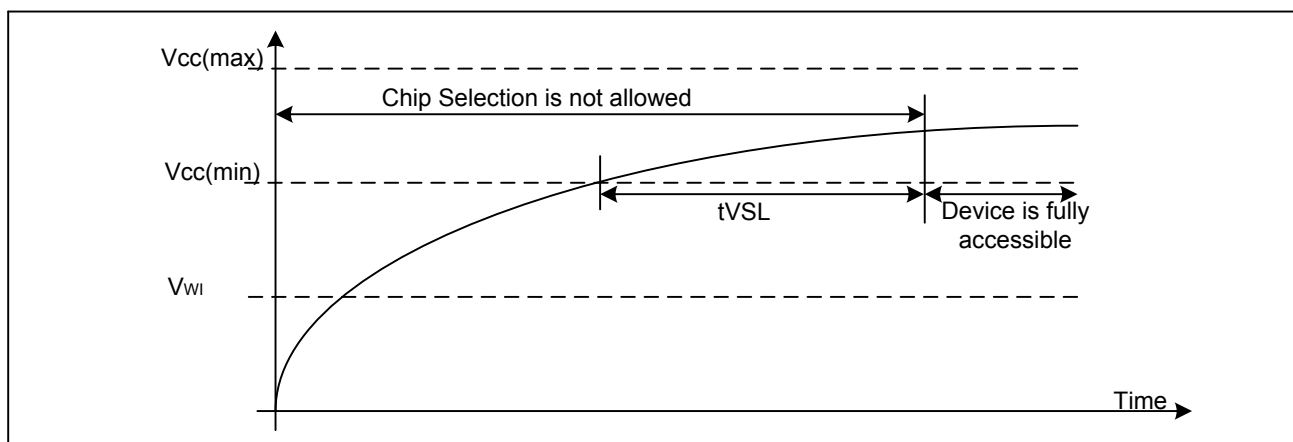 Vcc(max)
Chip Selection is not allowed
Vcc(min)
tVSL
Device is fully
accessible
VWI
Time